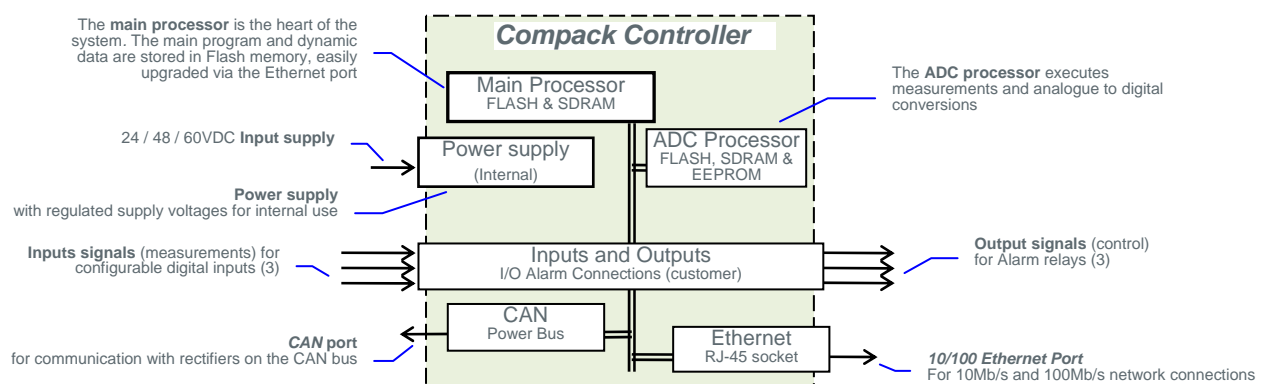 Compack Controller
The main processor is the heart of the
system. The main program and dynamic
data are stored in Flash memory, easily
upgraded via the Ethernet port
Main Processor
FLASH & SDRAM
The ADC processor executes
measurements and analogue to digital
conversions
24 / 48 / 60VDC Input supply
Power supply
(Internal)
ADC Processor
FLASH, SDRAM &
EEPROM
Power supply
with regulated supply voltages for internal use
Inputs signals (measurements) for
configurable digital inputs (3)
Inputs and Outputs
I/O Alarm Connections (customer)
Output signals (control)
for Alarm relays (3)
CAN
Power Bus
CAN port
for communication with rectifiers on the CAN bus
Ethernet
RJ-45 socket
10/100 Ethernet Port
For 10Mb/s and 100Mb/s network connections